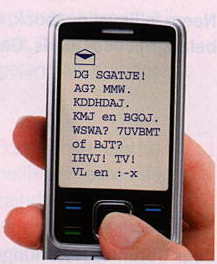 DG SGATJE!
AG? MMW.
KDDHDAJ.
KMJ en BGOJ.
WSWA? 7UVBMT
of BJT?
IHVJ! TV!
VL en :-x